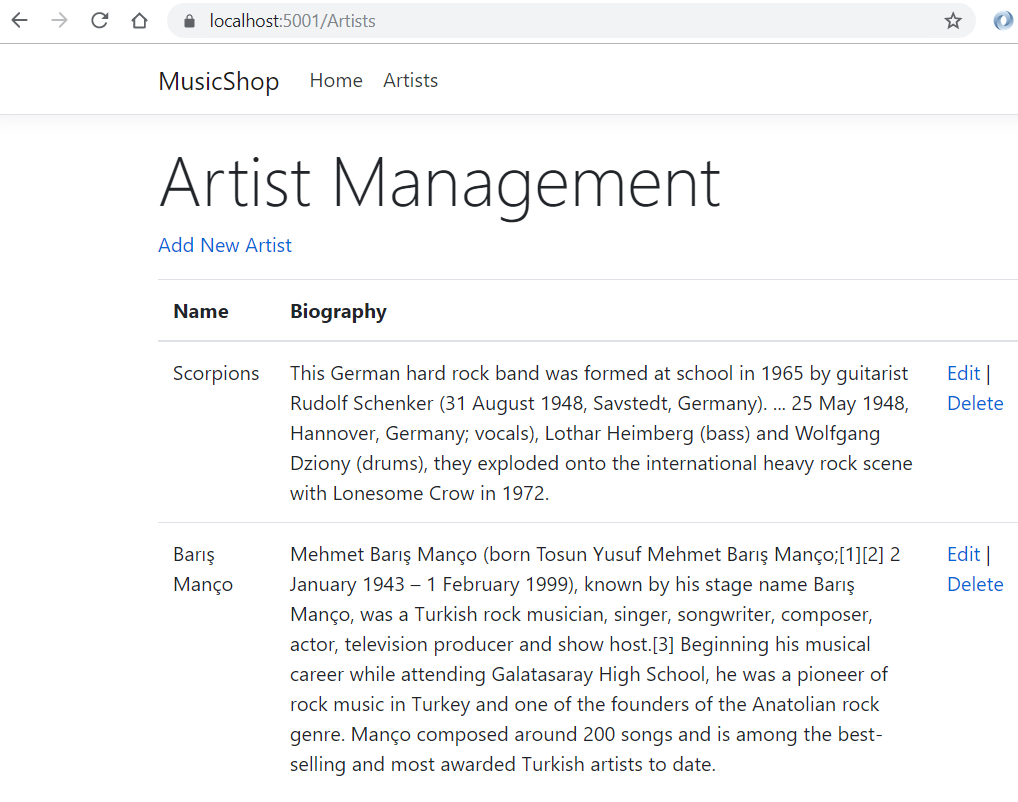 localhost:5001/Artists
MusicShop Home Artists
Artist Management
Add New Artist
Name Biography
Scorpions This German hard rock band was formed at school in 1965 by guitarist Edit |
Rudolf Schenker (31 August 1948, Savstedt, Germany). ... 25 May 1948, Delete
Hannover, Germany; vocals), Lothar Heimberg (bass) and Wolfgang
Dziony (drums), they exploded onto the international heavy rock scene
with Lonesome Crow in 1972.
Barış Mehmet Barış Manço (born Tosun Yusuf Mehmet Barış Manço;[1][2] 2 Edit |
Manço January 1943 – 1 February 1999), known by his stage name Barış Delete
Manço, was a Turkish rock musician, singer, songwriter, composer,
actor, television producer and show host.[3] Beginning his musical
career while attending Galatasaray High School, he was a pioneer of
rock music in Turkey and one of the founders of the Anatolian rock
genre. Manço composed around 200 songs and is among the best-
selling and most awarded Turkish artists to date.